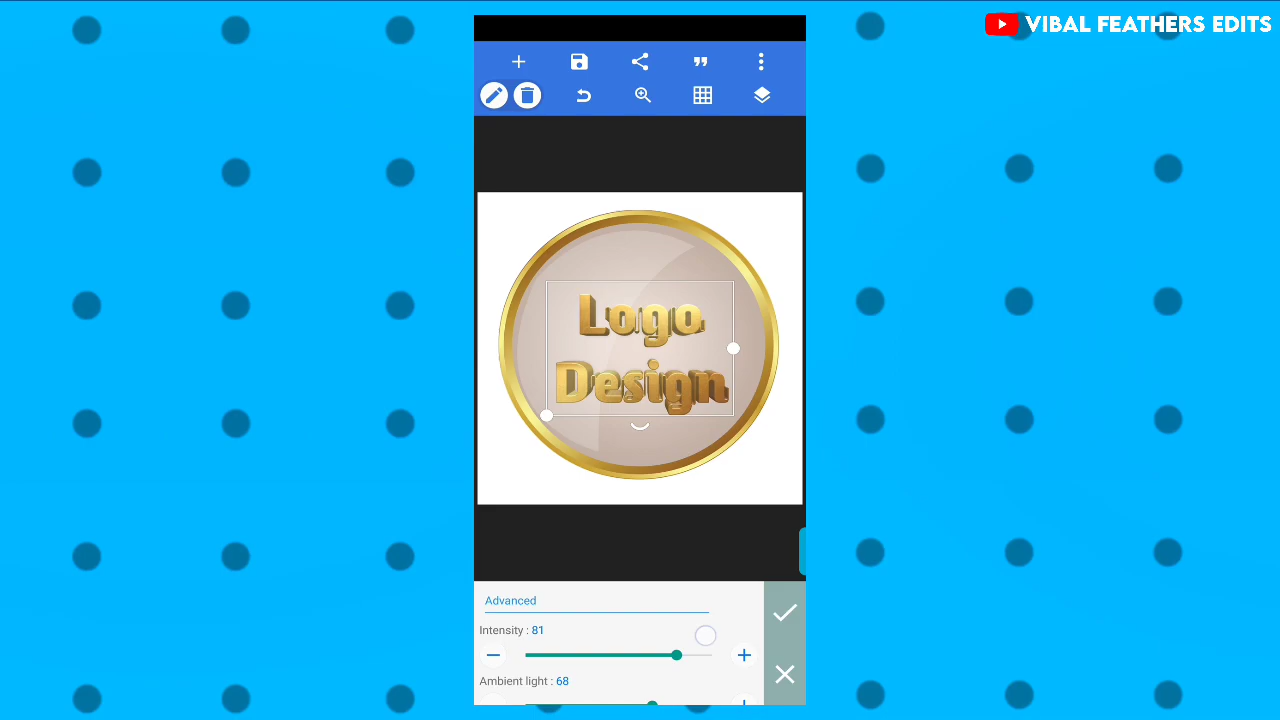 VIBAL FEATHERS EDITS
Logo
Design
Advanced
Intensity : 81
Ambient light : 68